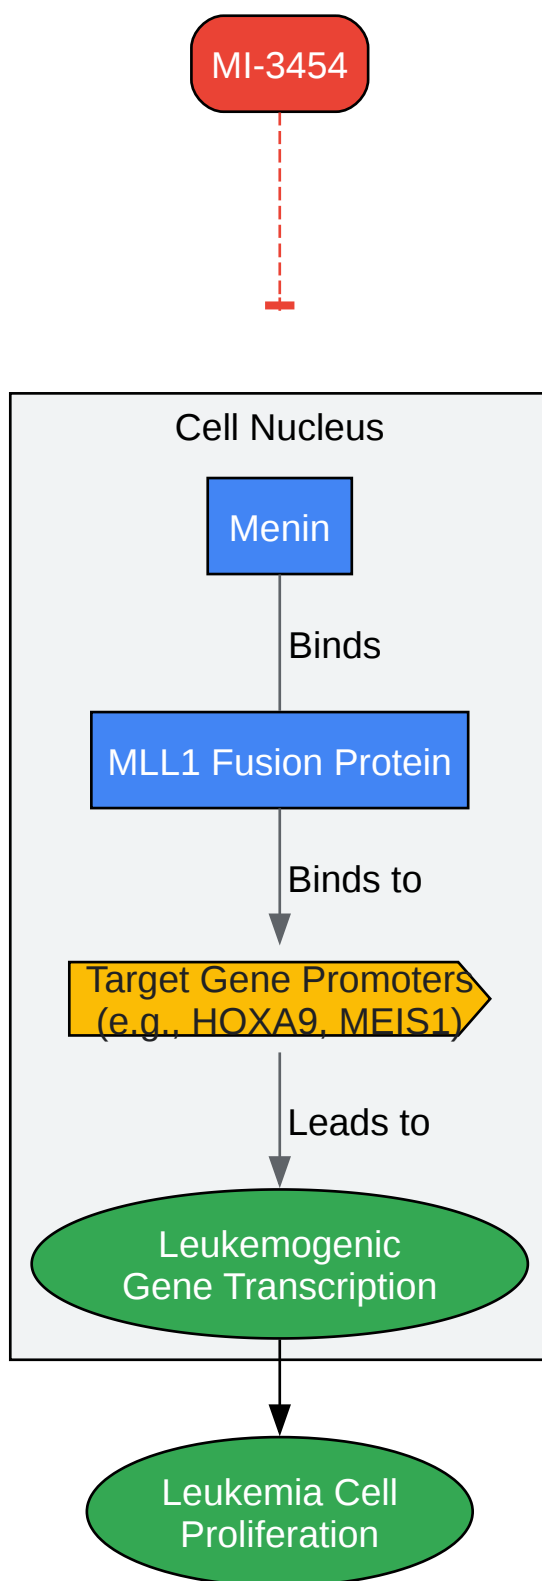 MI-3454
Cell Nucleus
Menin
Binds
MLL1 Fusion Protein
Binds to
Target Gene Promoters
(e.g., HOXA9, MEIS1)
Leads to
Leukemogenic
Gene Transcription
Leukemia Cell
Proliferation